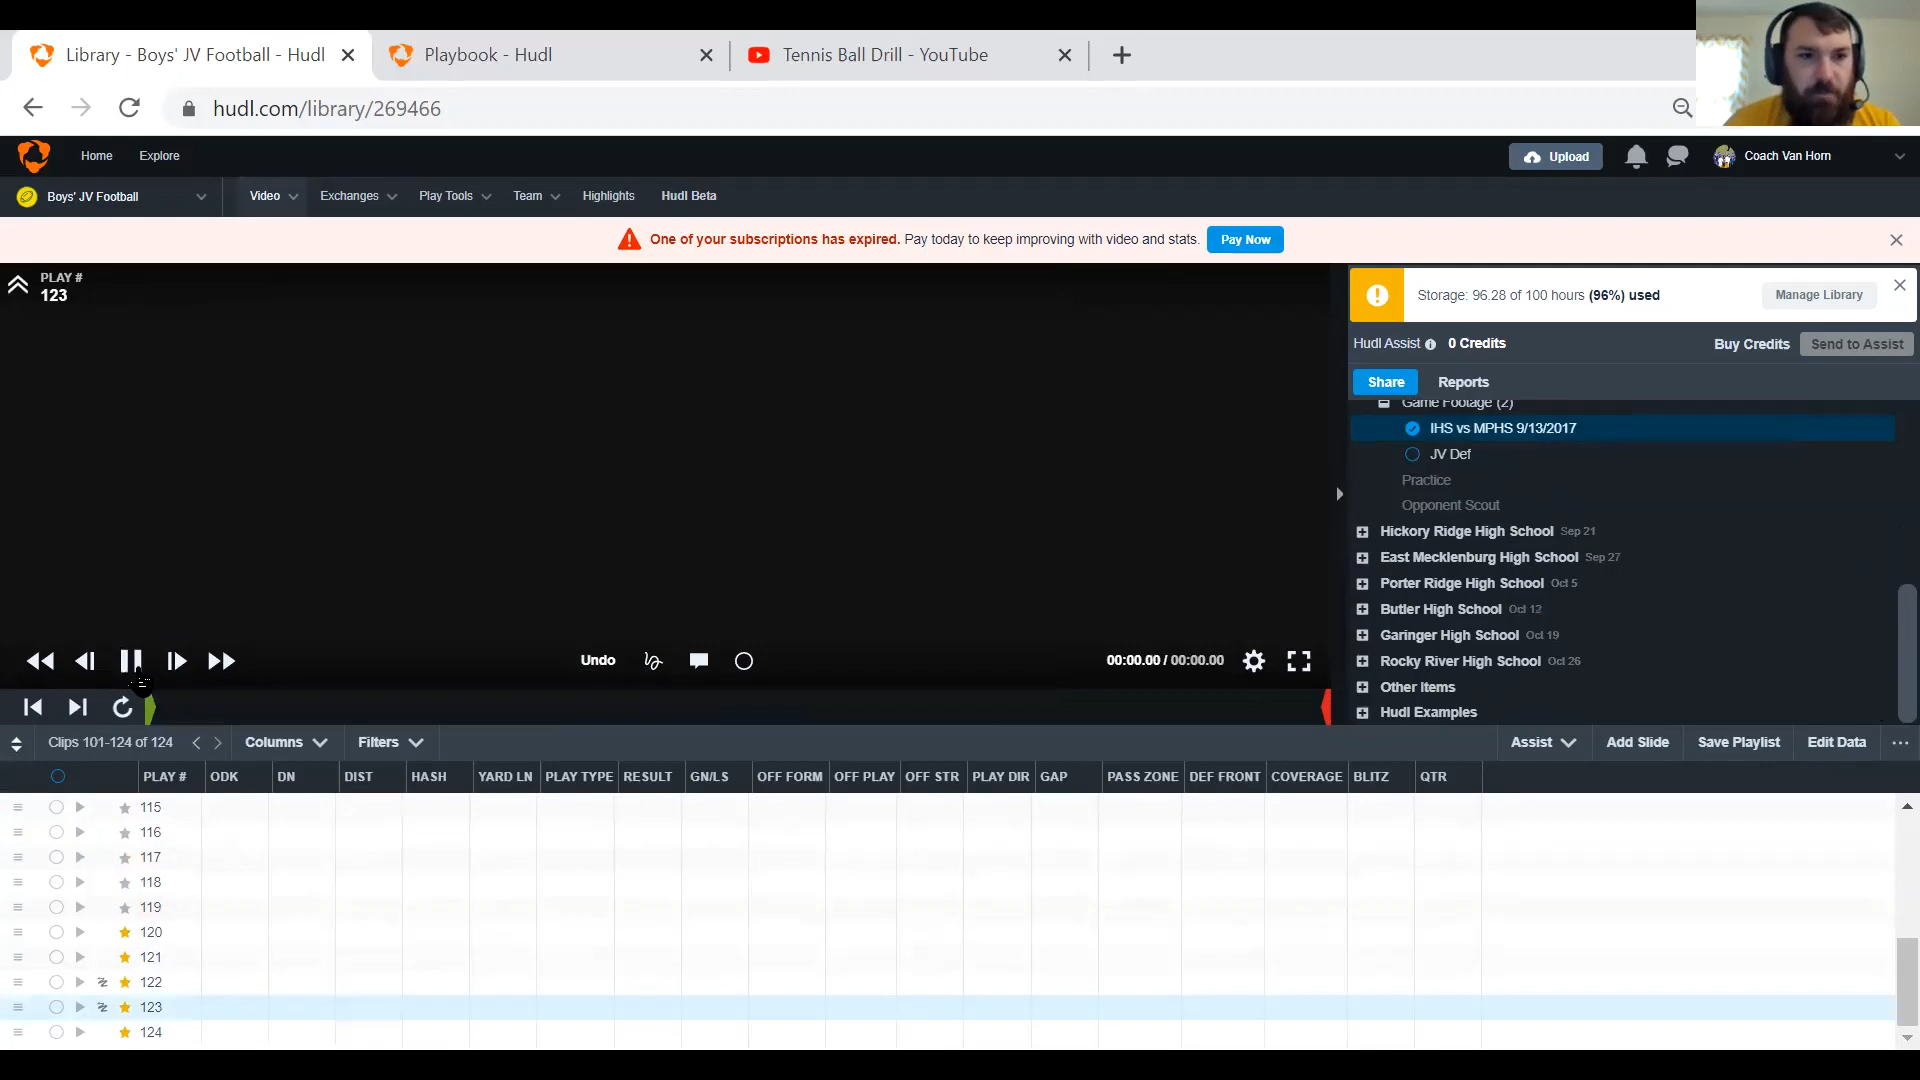 Library - Boys' JV Football - Hudl
Playbook - Hudl
Tennis Ball Drill - YouTube
hudl.com/library/269466
Home
Explore
Upload
Coach Van Horn
Boys' JV Football
Video
Exchanges
Play Tools
Team
Highlights
Hudl Beta
One of your subscriptions has expired. Pay today to keep improving with video and stats.
Pay Now
PLAY #
123
Storage: 96.28 of 100 hours (96%) used
Manage Library
Hudl Assist
0 Credits
Buy Credits
Send to Assist
Share
Reports
Game Footage (2)
IHS vs MPHS 9/13/2017
JV Def
Practice
Opponent Scout
Hickory Ridge High School Sep 21
East Mecklenburg High School Sep 27
Porter Ridge High School Oct 5
Butler High School Oct 12
Garinger High School Oct 19
Rocky River High School Oct 26
Other Items
Hudl Examples
Undo
00:00.00 / 00:00.00
Clips 101-124 of 124
Columns
Filters
Assist
Add Slide
Save Playlist
Edit Data
PLAY # ODK DN DIST HASH YARD LN PLAY TYPE RESULT GN/LS OFF FORM OFF PLAY OFF STR PLAY DIR GAP PASS ZONE DEF FRONT COVERAGE BLITZ QTR
115
116
117
118
119
120
121
122
123
124